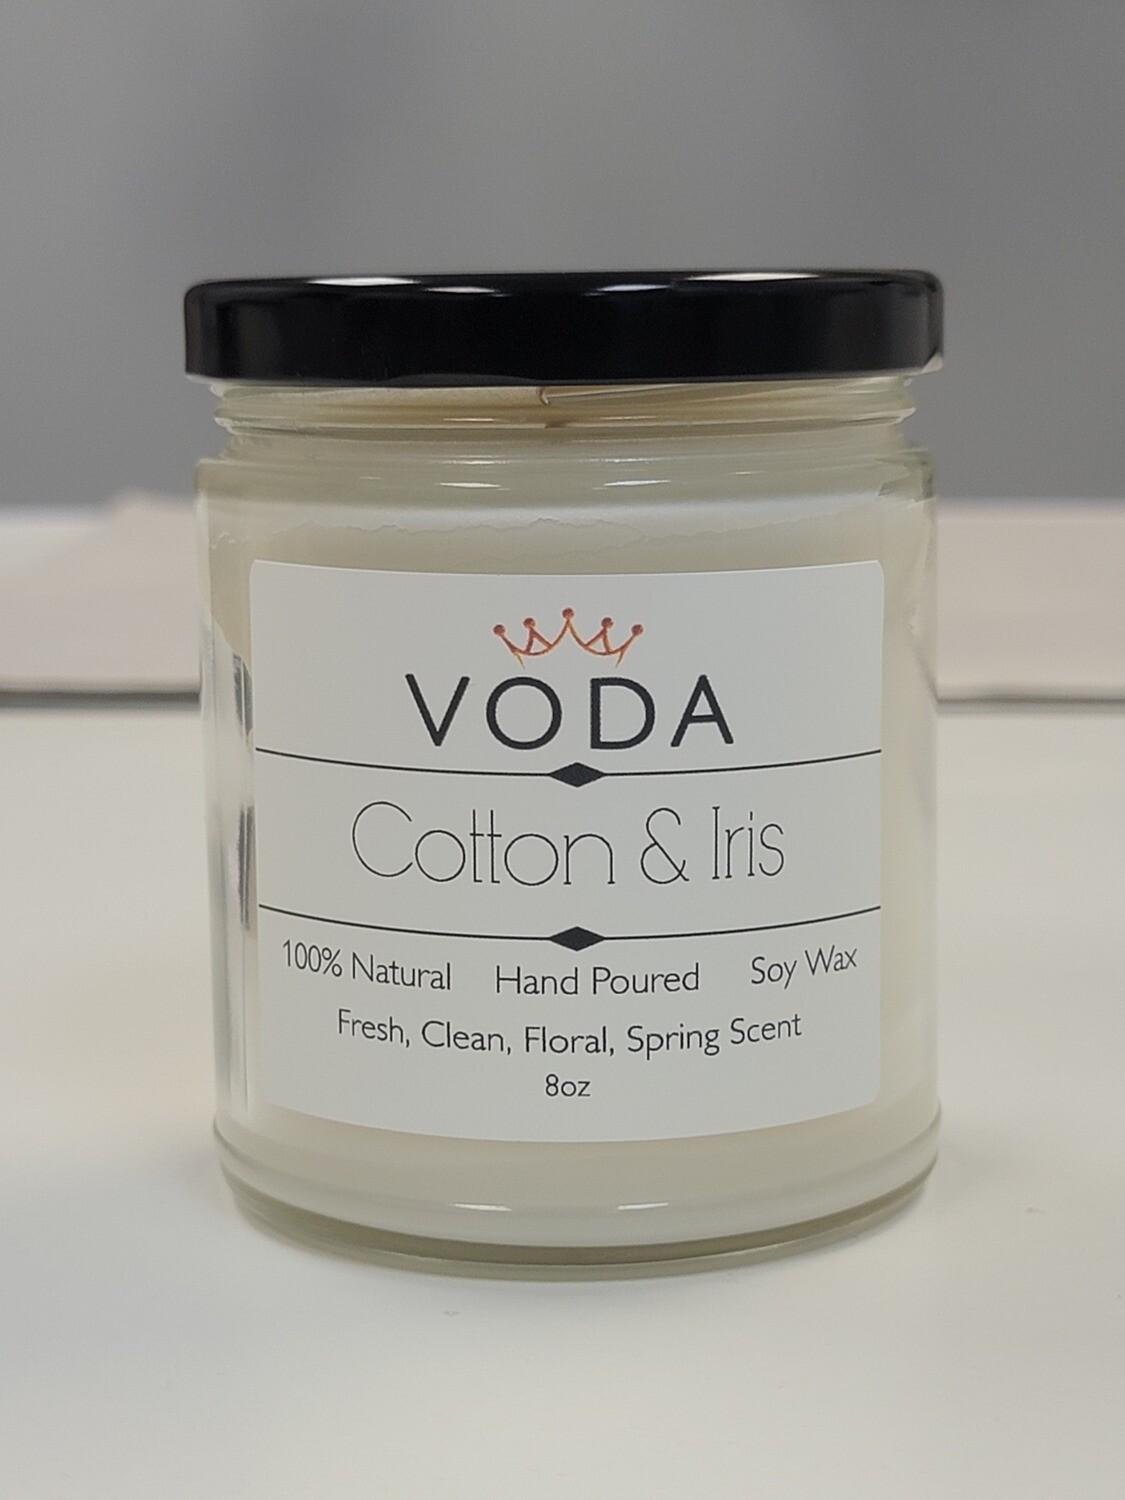 VODA
Cotton & Iris
100% Natural Hand Poured Soy Wax
Fresh, Clean, Floral, Spring Scent
8oz